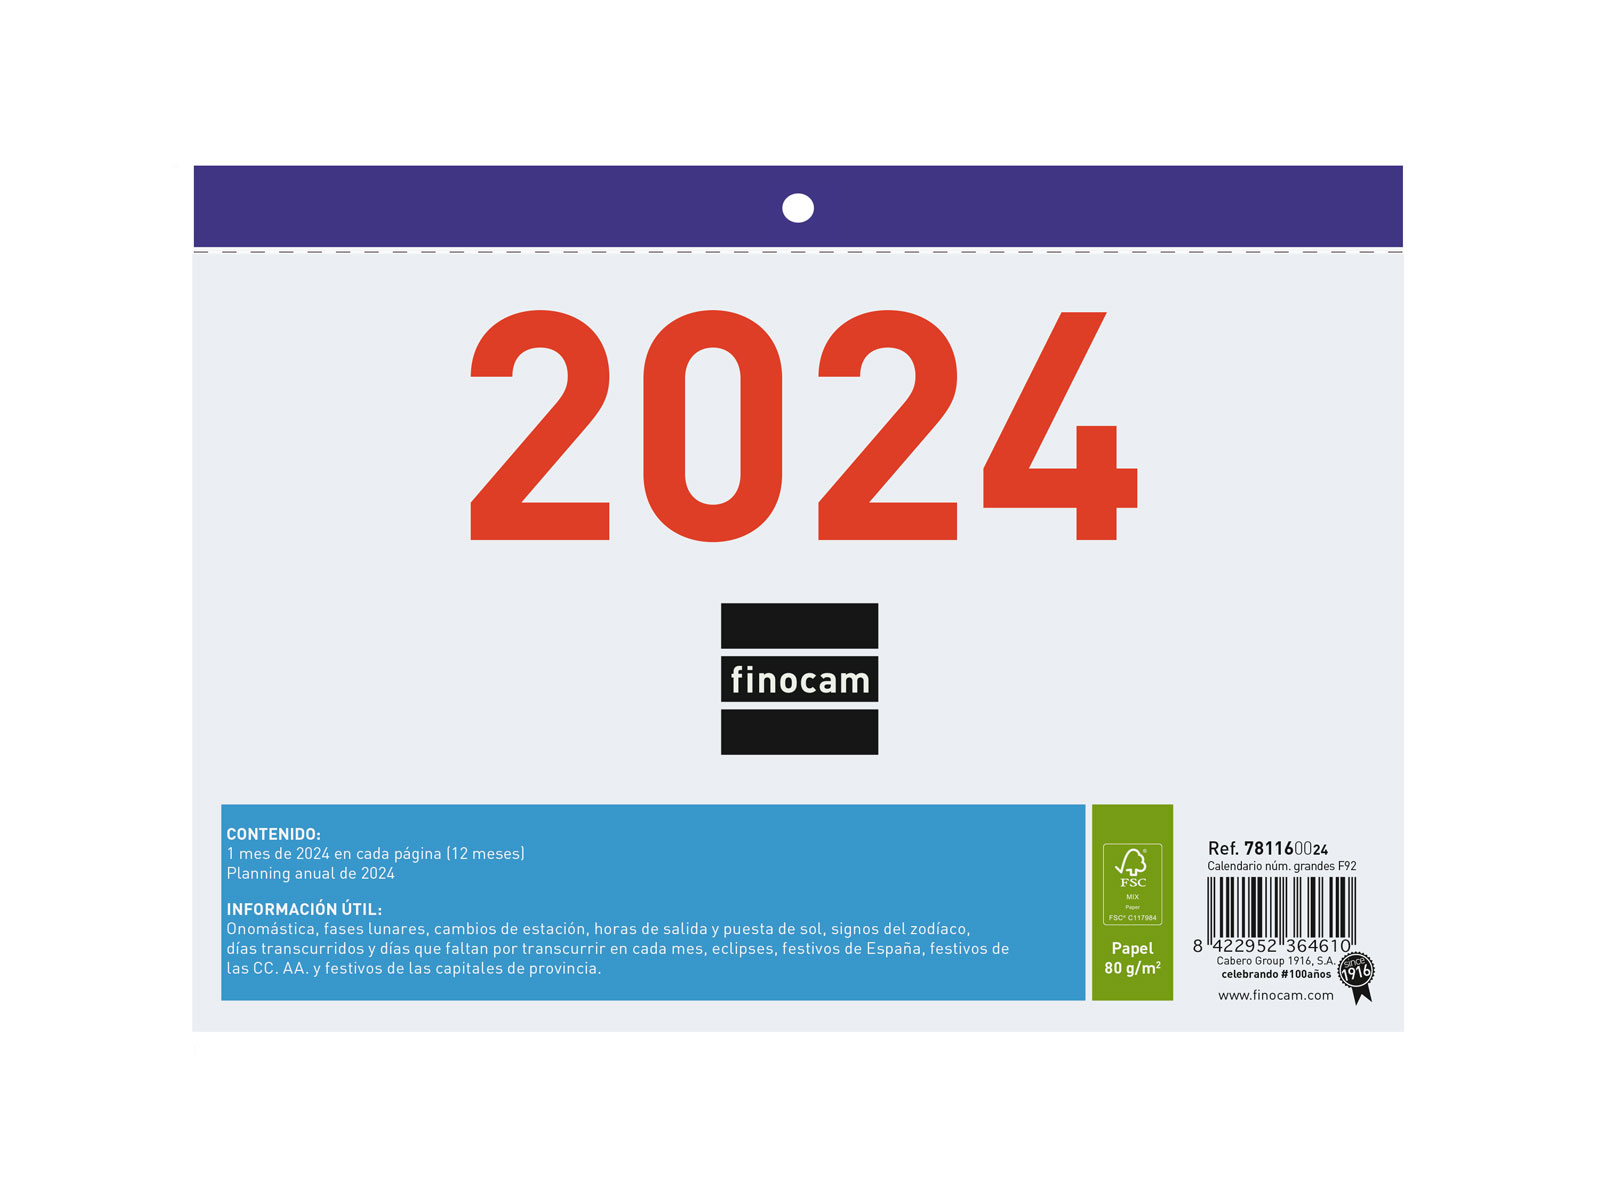 2024
finocam
CONTENIDO:
1 mes de 2024 en cada página (12 meses)
Planning anual de 2024
INFORMACIÓN ÚTIL:
Onomástica, fases lunares, cambios de estación, horas de salida y puesta de sol, signos del zodíaco,
días transcurridos y días que faltan por transcurrir en cada mes, eclipses, festivos de España, festivos de
las CC. AA. y festivos de las capitales de provincia.
FSC
MIX
Paper
FSC® C117984
Papel
80 g/m²
Ref. 781160024
Calendario núm. grandes F92
8 422952 364610
Cabero Group 1916, S.A.
celebrando #100años
www.finocam.com
since
1916